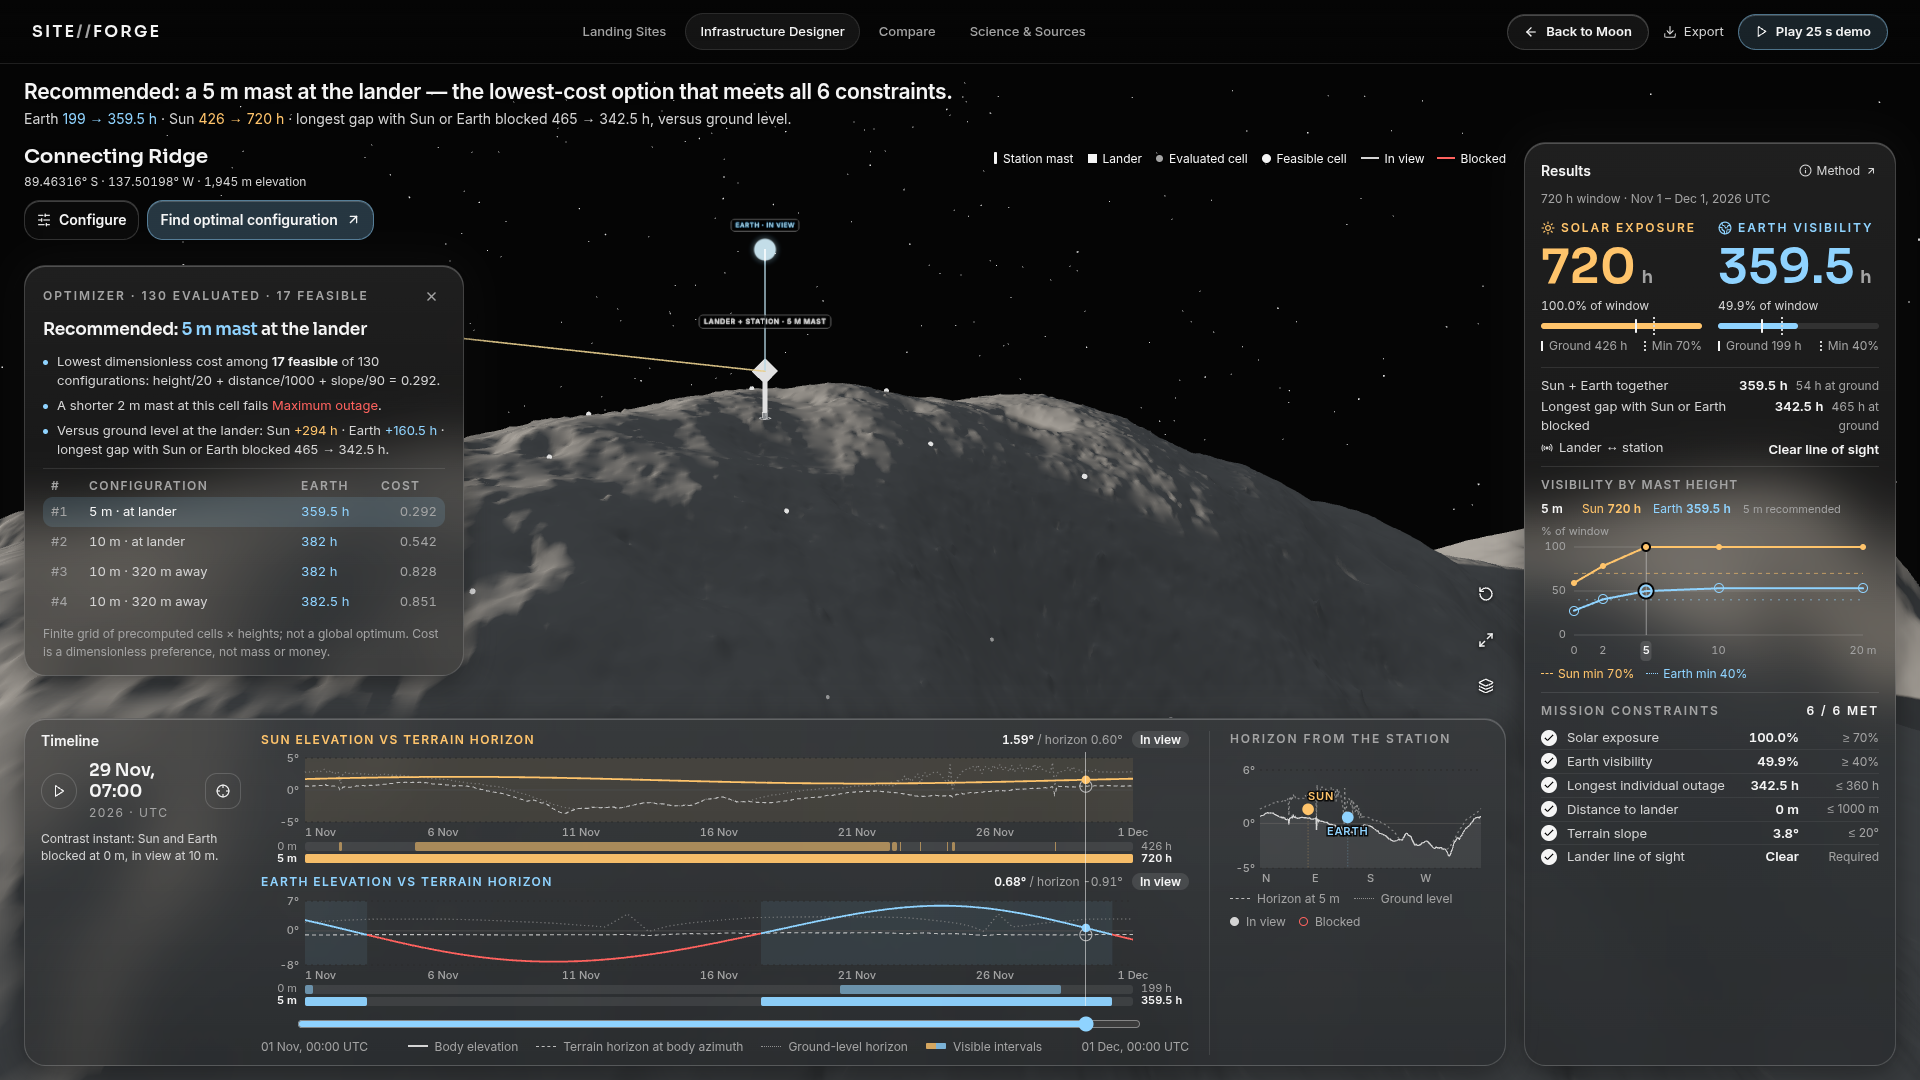 SITE//FORGE
Landing Sites
Infrastructure Designer
Compare
Science & Sources
Back to Moon
Export
Play 25 s demo
Recommended: a 5 m mast at the lander — the lowest-cost option that meets all 6 constraints.
Earth 199 → 359.5 h · Sun 426 → 720 h · longest gap with Sun or Earth blocked 465 → 342.5 h, versus ground level.
Connecting Ridge
89.46316° S · 137.50198° W · 1,945 m elevation
Configure
Find optimal configuration
Station mast
Lander
Evaluated cell
Feasible cell
In view
Blocked
EARTH · IN VIEW
LANDER + STATION · 5 M MAST
OPTIMIZER · 130 EVALUATED · 17 FEASIBLE
Recommended: 5 m mast at the lander
Lowest dimensionless cost among 17 feasible of 130
configurations: height/20 + distance/1000 + slope/90 = 0.292.
A shorter 2 m mast at this cell fails Maximum outage.
Versus ground level at the lander: Sun +294 h · Earth +160.5 h ·
longest gap with Sun or Earth blocked 465 → 342.5 h.
# CONFIGURATION EARTH COST
#1 5 m · at lander 359.5 h 0.292
#2 10 m · at lander 382 h 0.542
#3 10 m · 320 m away 382 h 0.828
#4 10 m · 320 m away 382.5 h 0.851
Finite grid of precomputed cells × heights; not a global optimum. Cost
is a dimensionless preference, not mass or money.
Results
Method
720 h window · Nov 1 – Dec 1, 2026 UTC
SOLAR EXPOSURE
720 h
100.0% of window
Ground 426 h
Min 70%
EARTH VISIBILITY
359.5 h
49.9% of window
Ground 199 h
Min 40%
Sun + Earth together 359.5 h 54 h at ground
Longest gap with Sun or Earth 342.5 h 465 h at
blocked ground
Lander ↔ station Clear line of sight
VISIBILITY BY MAST HEIGHT
5 m Sun 720 h Earth 359.5 h 5 m recommended
% of window
100
50
0
0 2 5 10 20 m
Sun min 70%
Earth min 40%
MISSION CONSTRAINTS 6 / 6 MET
Solar exposure 100.0% ≥ 70%
Earth visibility 49.9% ≥ 40%
Longest individual outage 342.5 h ≤ 360 h
Distance to lander 0 m ≤ 1000 m
Terrain slope 3.8° ≤ 20°
Lander line of sight Clear Required
Timeline
29 Nov,
07:00
2026 · UTC
Contrast instant: Sun and Earth
blocked at 0 m, in view at 10 m.
SUN ELEVATION VS TERRAIN HORIZON
1.59° / horizon 0.60° In view
5°
0°
-5°
1 Nov 6 Nov 11 Nov 16 Nov 21 Nov 26 Nov 1 Dec
0 m 426 h
5 m 720 h
EARTH ELEVATION VS TERRAIN HORIZON
0.68° / horizon -0.91° In view
7°
0°
-8°
1 Nov 6 Nov 11 Nov 16 Nov 21 Nov 26 Nov 1 Dec
0 m 199 h
5 m 359.5 h
01 Nov, 00:00 UTC
Body elevation
Terrain horizon at body azimuth
Ground-level horizon
Visible intervals
01 Dec, 00:00 UTC
HORIZON FROM THE STATION
6°
0°
-5°
SUN
EARTH
N E S W
Horizon at 5 m
Ground level
In view
Blocked